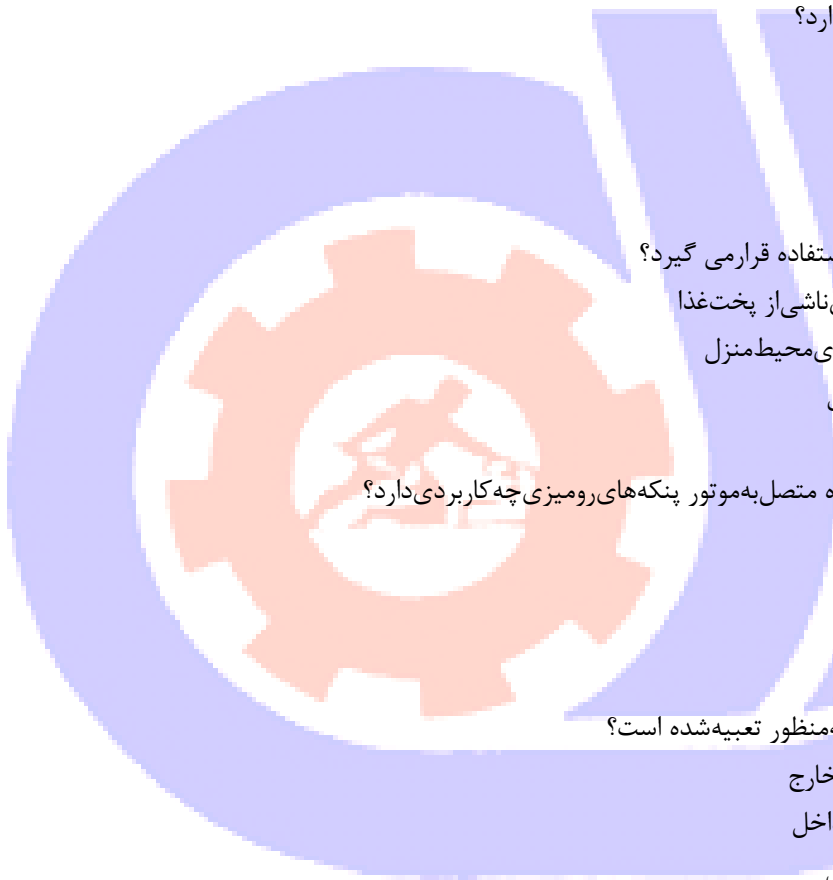 ارد؟
ستفاده قرارمی گیرد؟
ناشی‌از پخت‌غذا
ی‌محیط‌منزل
ه متصل‌به‌موتور پنکه‌های‌رومیزی‌چه‌کاربردی‌دارد؟
ه‌منظور تعبیه‌شده است؟
خارج
اخل